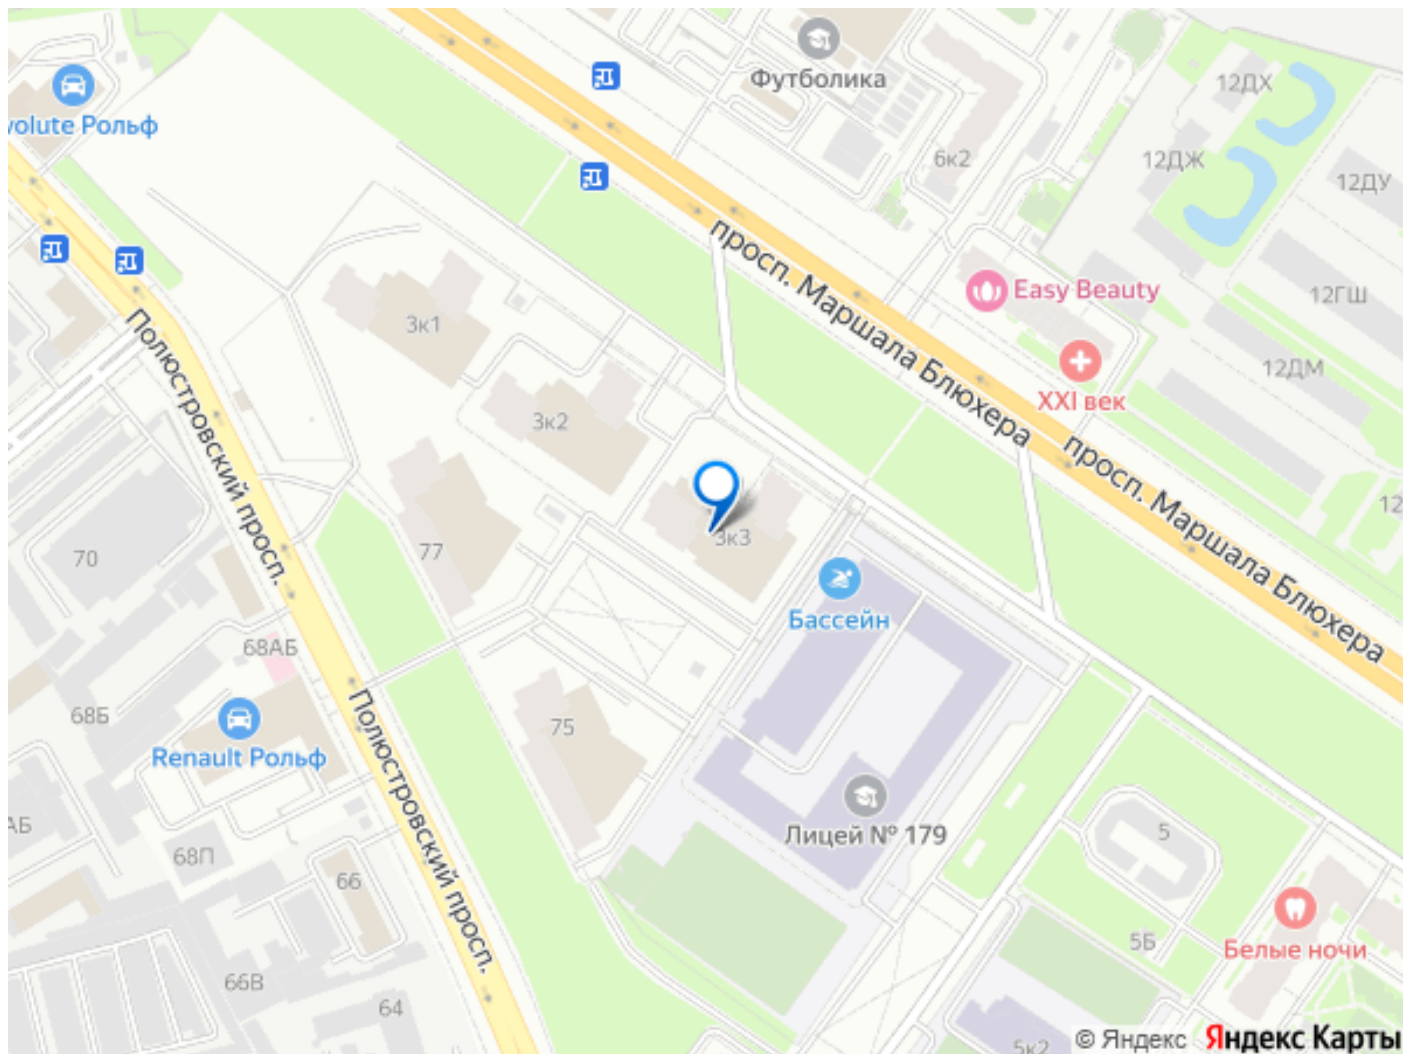 Футболика
volute Рольф
12ДХ
12ДЖ
12ДУ
6к2
просп. Маршала Блюхера
Easy Beauty
12ГШ
3к1
Полюстровский просп.
12ДМ
XXI век
3к2
просп. Маршала Блюхера
12
70
77
3к3
Бассейн
68АБ
68Б
Renault Рольф
Полюстровский просп.
75
АБ
68П
Лицей № 179
5
66
Белые ночи
5Б
66В
64
5к2
© Яндекс Яндекс Карты